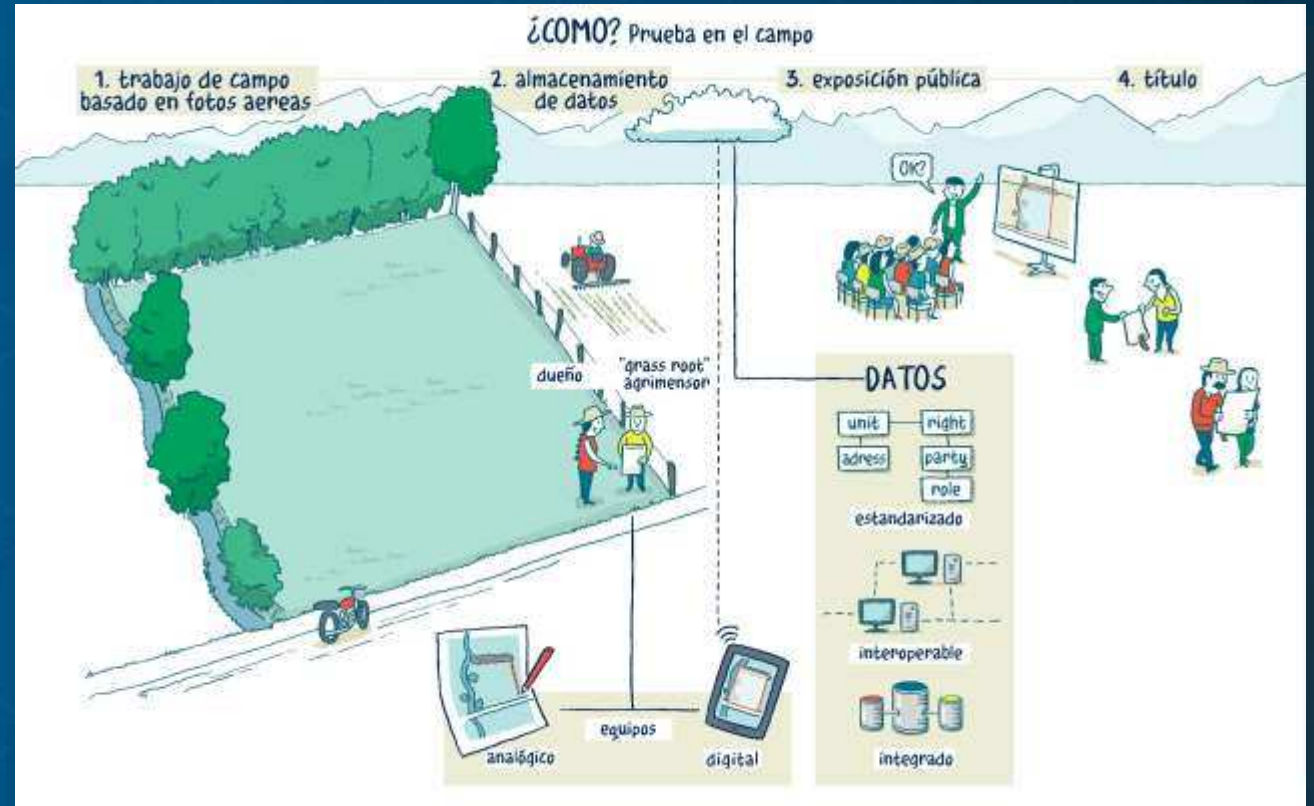 ¿COMO? Prueba en el campo
1. trabajo de campo
basado en fotos aereas
2. almacenamiento
de datos
3. exposición pública
4. título
OK?
dueño
"grass root"
agrimensor
DATOS
unit
right
adress
party
role
estandarizado
interoperable
integrado
equipos
analógico
digital